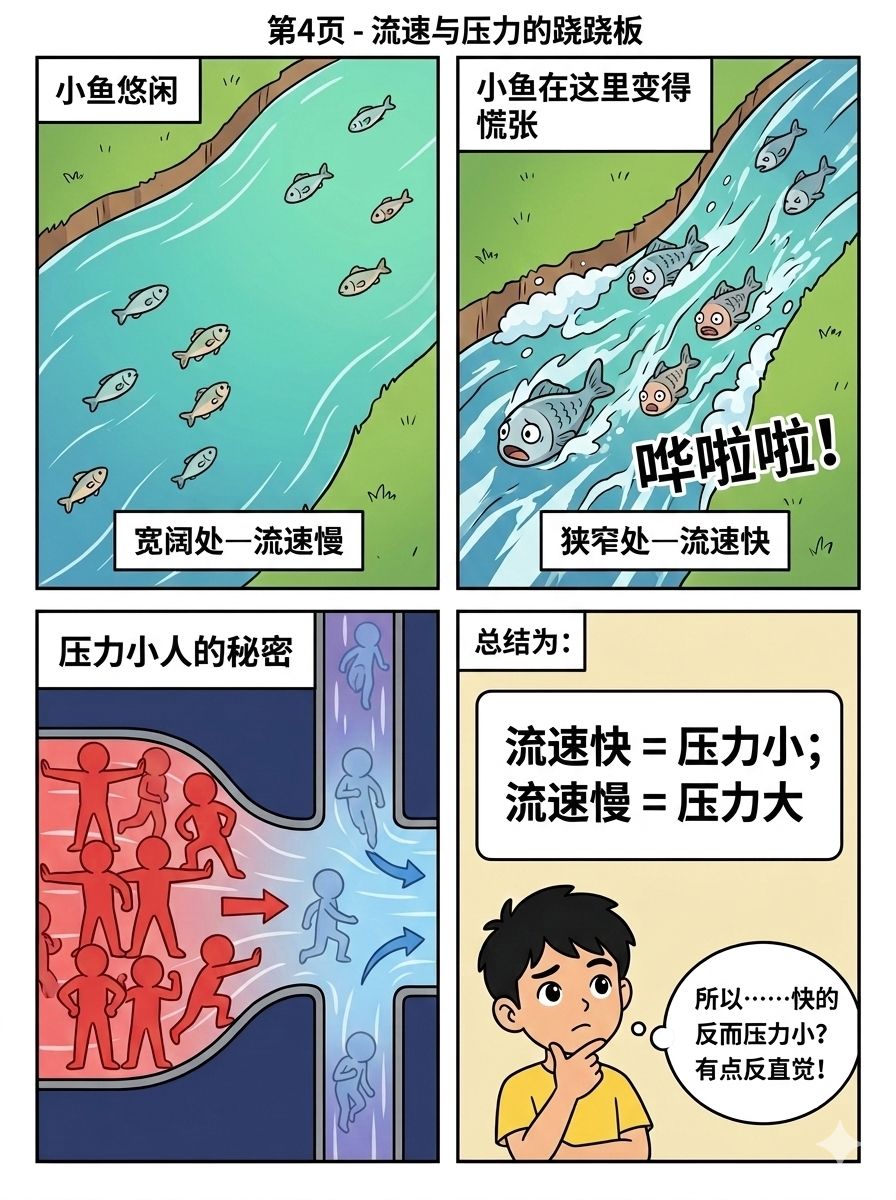 第4页 - 流速与压力的跷跷板
小鱼悠闲
宽阔处—流速慢
小鱼在这里变得
慌张
哗啦啦！
狭窄处—流速快
压力小人的秘密
总结为：
流速快 = 压力小；
流速慢 = 压力大
所以……快的
反而压力小？
有点反直觉！